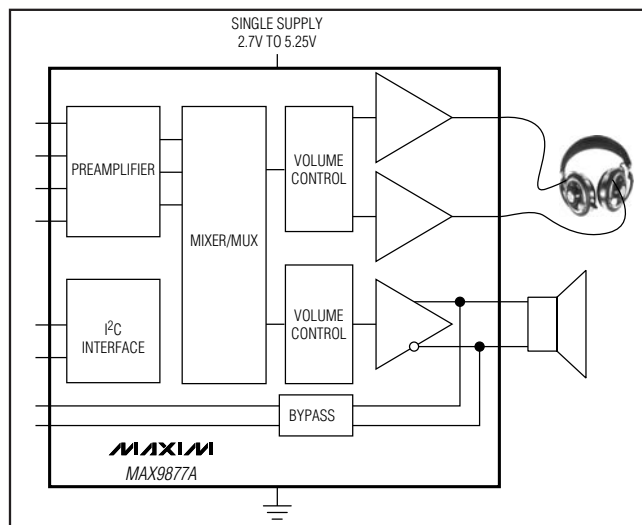 SINGLE SUPPLY
2.7V TO 5.25V
PREAMPLIFIER
MIXER/MUX
VOLUME
CONTROL
I²C
INTERFACE
VOLUME
CONTROL
BYPASS
MAXIM
MAX9877A